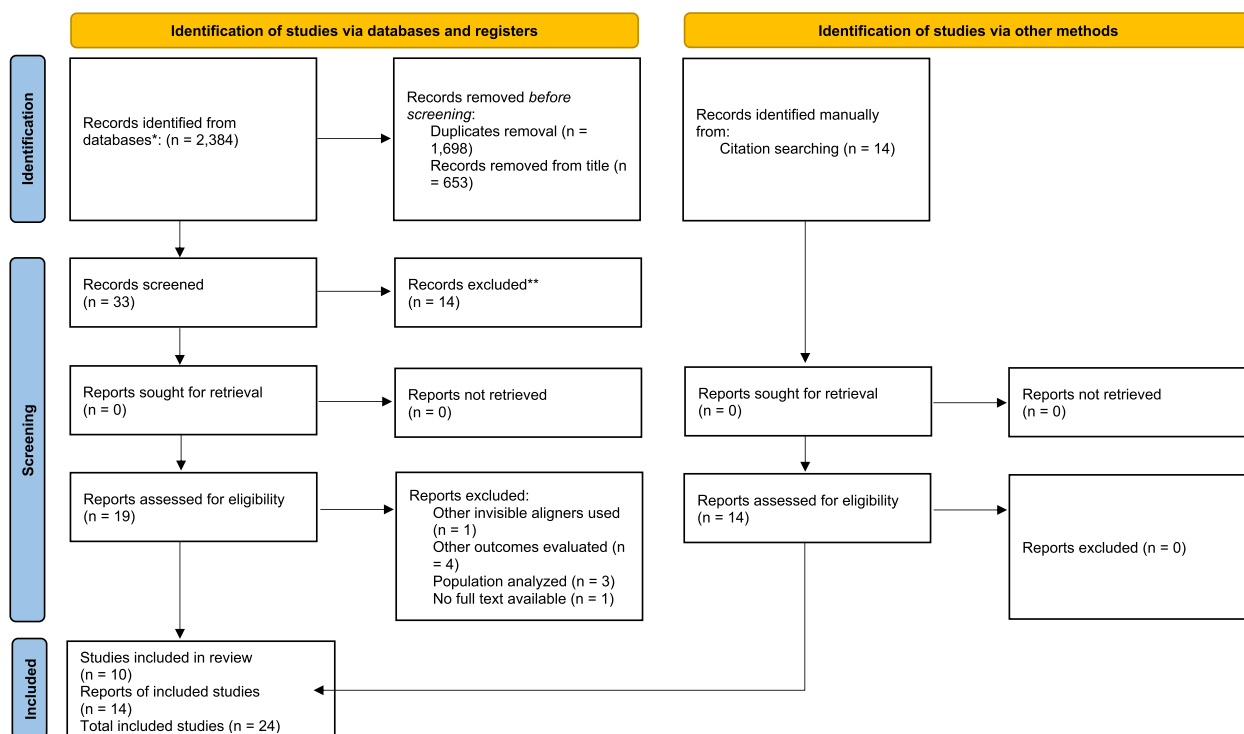 Identification of studies via databases and registers
Identification of studies via other methods
Identification
Records identified from
databases*: (n = 2,384)
Records removed before
screening:
Duplicates removal (n =
1,698)
Records removed from title (n
= 653)
Records identified manually
from:
Citation searching (n = 14)
Screening
Records screened
(n = 33)
Records excluded**
(n = 14)
Reports sought for retrieval
(n = 0)
Reports not retrieved
(n = 0)
Reports sought for retrieval
(n = 0)
Reports not retrieved
(n = 0)
Reports assessed for eligibility
(n = 19)
Reports excluded:
Other invisible aligners used
(n = 1)
Other outcomes evaluated (n
= 4)
Population analyzed (n = 3)
No full text available (n = 1)
Reports assessed for eligibility
(n = 14)
Reports excluded (n = 0)
Included
Studies included in review
(n = 10)
Reports of included studies
(n = 14)
Total included studies (n = 24)